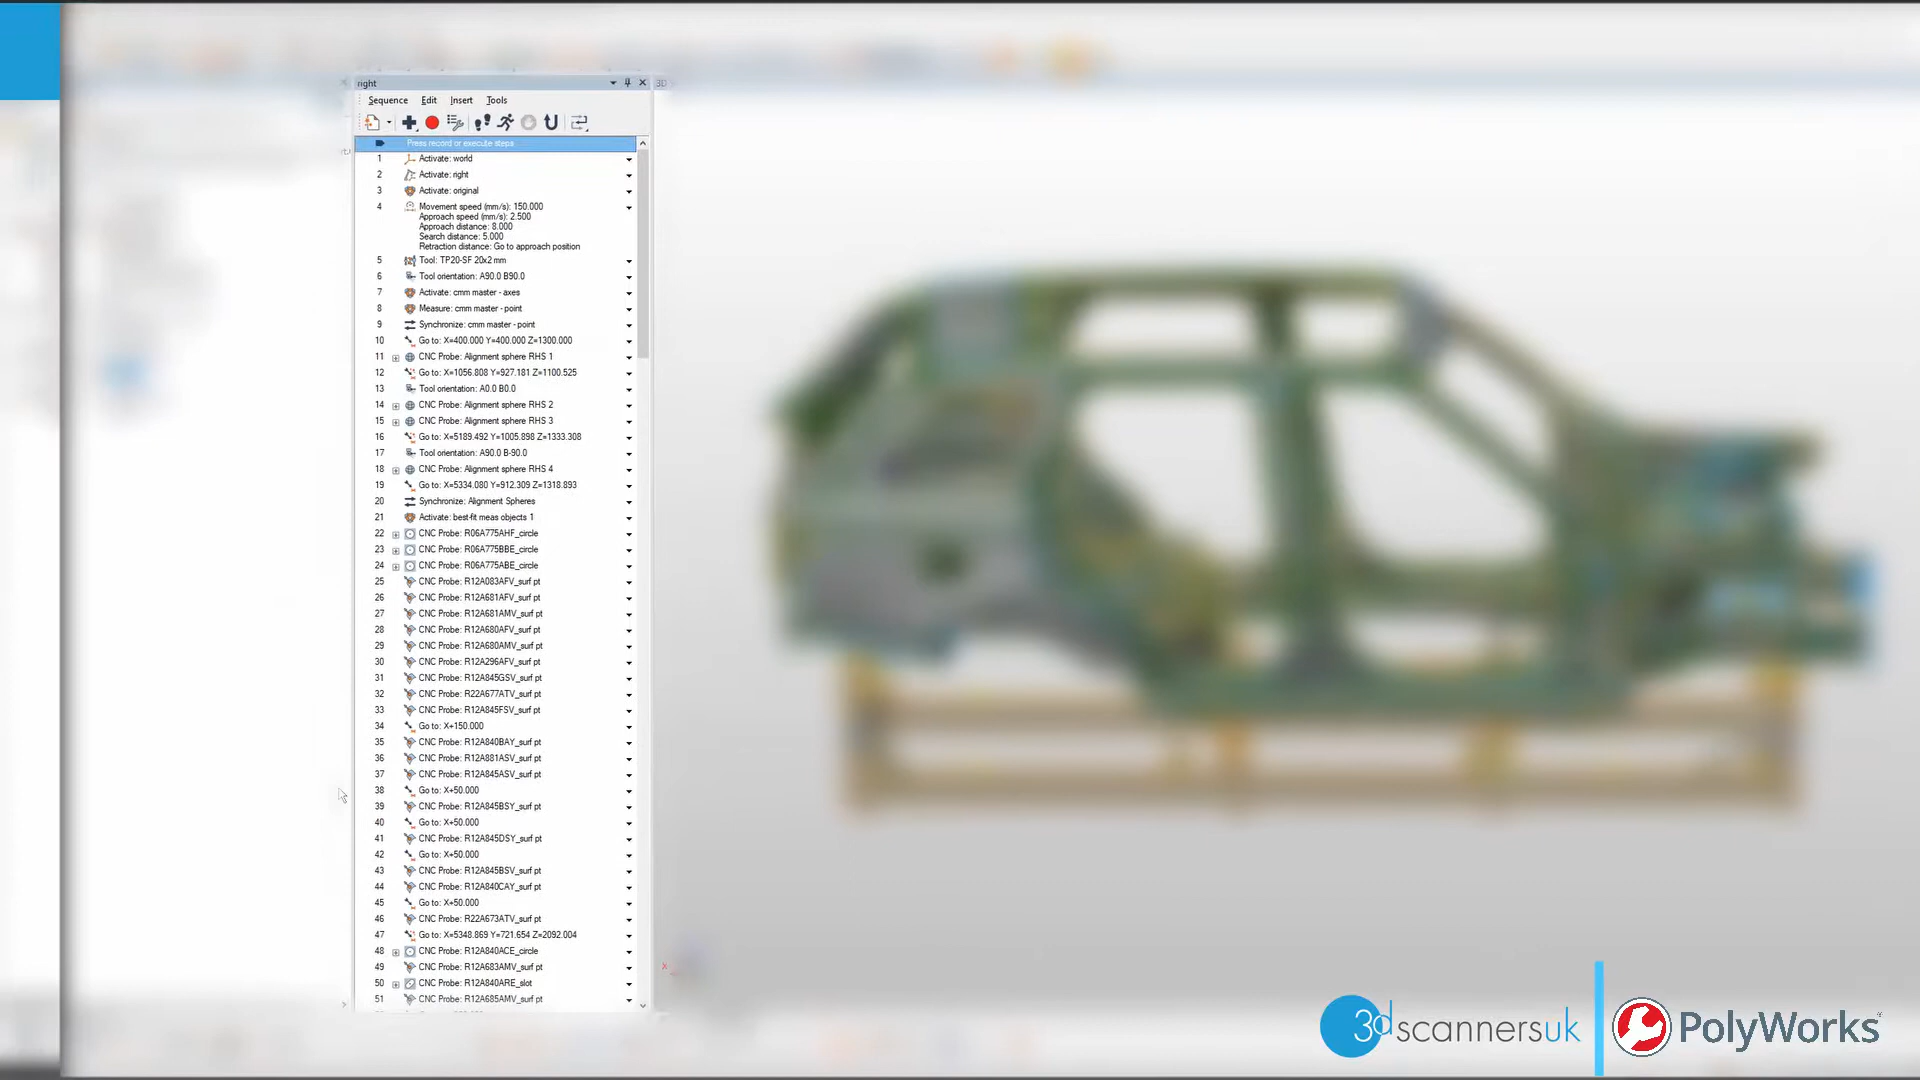 right
3D
Sequence Edit Insert Tools
Press record or execute steps
1 Activate: world
2 Activate: right
3 Activate: original
4 Movement speed (mm/s): 150.000
Approach speed (mm/s): 2.500
Approach distance: 8.000
Search distance: 5.000
Retraction distance: Go to approach position
5 Tool: TP20-SF 20x2 mm
6 Tool orientation: A90.0 B90.0
7 Activate: cmm master - axes
8 Measure: cmm master - point
9 Synchronize: cmm master - point
10 Go to: X=400.000 Y=400.000 Z=1300.000
11 CNC Probe: Alignment sphere RHS 1
12 Go to: X=1056.808 Y=927.181 Z=1100.525
13 Tool orientation: A0.0 B0.0
14 CNC Probe: Alignment sphere RHS 2
15 CNC Probe: Alignment sphere RHS 3
16 Go to: X=5189.492 Y=1005.898 Z=1333.308
17 Tool orientation: A90.0 B-90.0
18 CNC Probe: Alignment sphere RHS 4
19 Go to: X=5334.080 Y=912.309 Z=1318.893
20 Synchronize: Alignment Spheres
21 Activate: best-fit meas objects 1
22 CNC Probe: R06A775AHF_circle
23 CNC Probe: R06A775BBE_circle
24 CNC Probe: R06A775ABE_circle
25 CNC Probe: R12A083AFV_surf pt
26 CNC Probe: R12A681AFV_surf pt
27 CNC Probe: R12A681AMV_surf pt
28 CNC Probe: R12A680AFV_surf pt
29 CNC Probe: R12A680AMV_surf pt
30 CNC Probe: R12A296AFV_surf pt
31 CNC Probe: R12A845GSV_surf pt
32 CNC Probe: R22A677ATV_surf pt
33 CNC Probe: R12A845FSV_surf pt
34 Go to: X+150.000
35 CNC Probe: R12A840BAY_surf pt
36 CNC Probe: R12A881ASV_surf pt
37 CNC Probe: R12A845ASV_surf pt
38 Go to: X+50.000
39 CNC Probe: R12A845BSY_surf pt
40 Go to: X+50.000
41 CNC Probe: R12A845DSY_surf pt
42 Go to: X+50.000
43 CNC Probe: R12A845BSV_surf pt
44 CNC Probe: R12A840CAY_surf pt
45 Go to: X+50.000
46 CNC Probe: R22A673ATV_surf pt
47 Go to: X=5348.869 Y=721.654 Z=2092.004
48 CNC Probe: R12A840ACE_circle
49 CNC Probe: R12A683AMV_surf pt
50 CNC Probe: R12A840ARE_slot
51 CNC Probe: R12A685AMV_surf pt
X
3dscannersuk
PolyWorks